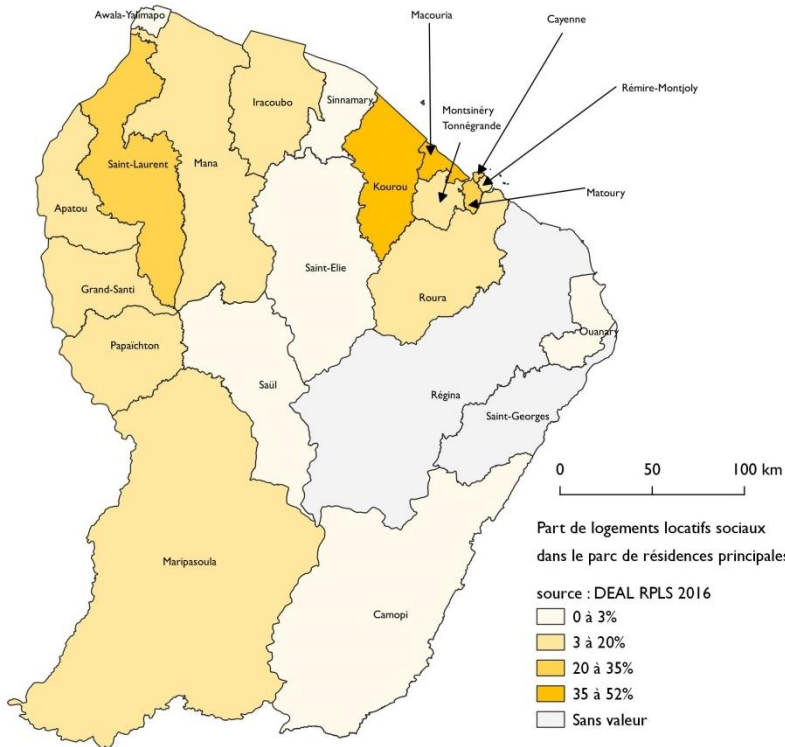 Awala-Yalimapo
Macouria
Cayenne
Rémire-Montjoly
Iracoubo
Sinnamary
Montsinéry
Tonnégrande
Saint-Laurent
Mana
Kourou
Matoury
Apatou
Saint-Elie
Grand-Santi
Roura
Ouanary
Papaïchton
Saül
Régina
Saint-Georges
0 50 100 km
Maripasoula
Camopi
Part de logements locatifs sociaux
dans le parc de résidences principales
source : DEAL RPLS 2016
0 à 3%
3 à 20%
20 à 35%
35 à 52%
Sans valeur